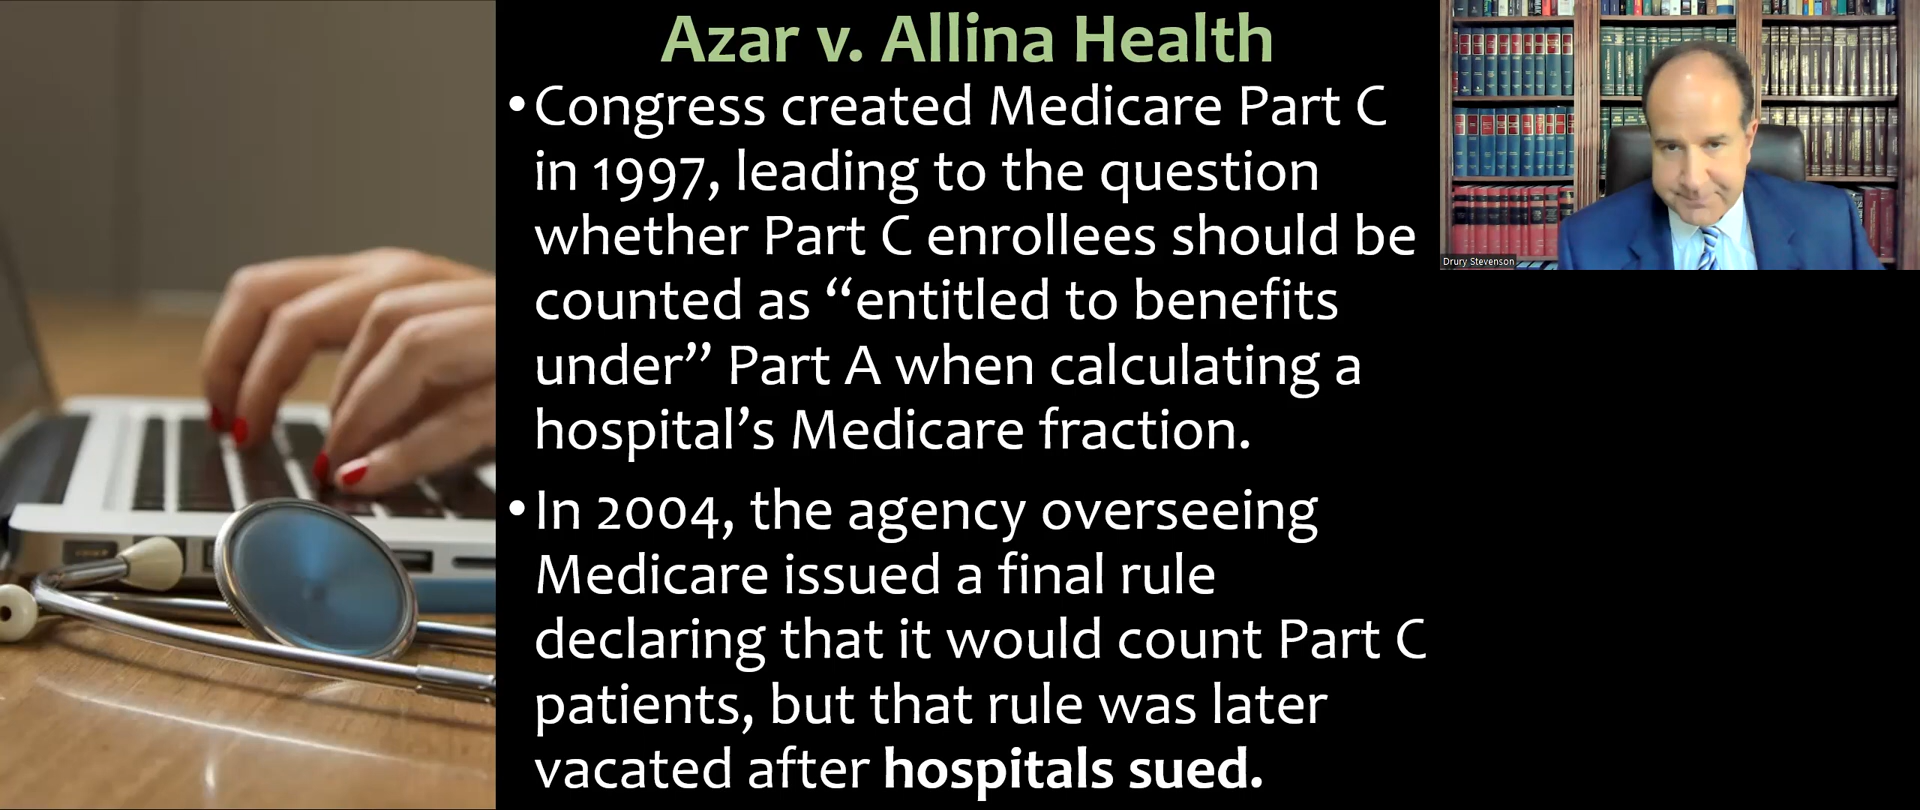 Azar v. Allina Health
•Congress created Medicare Part C
in 1997, leading to the question
whether Part C enrollees should be
counted as “entitled to benefits
under” Part A when calculating a
hospital’s Medicare fraction.
•In 2004, the agency overseeing
Medicare issued a final rule
declaring that it would count Part C
patients, but that rule was later
vacated after hospitals sued.
Drury Stevenson